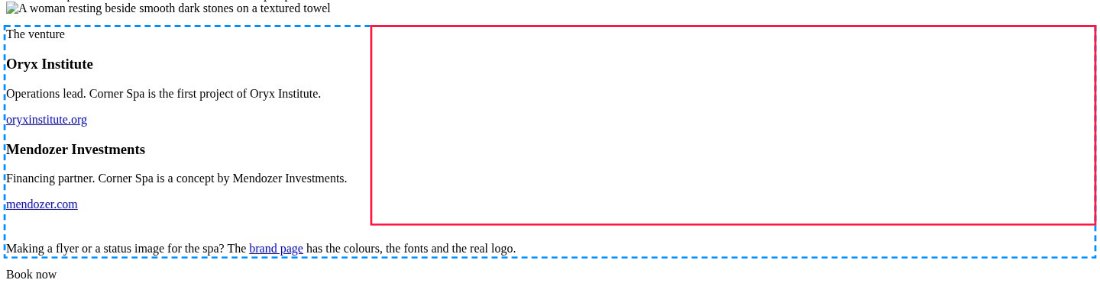 A woman resting beside smooth dark stones on a textured towel
The venture
Oryx Institute
Operations lead. Corner Spa is the first project of Oryx Institute.
oryxinstitute.org
Mendozer Investments
Financing partner. Corner Spa is a concept by Mendozer Investments.
mendozer.com
Making a flyer or a status image for the spa? The brand page has the colours, the fonts and the real logo.
Book now